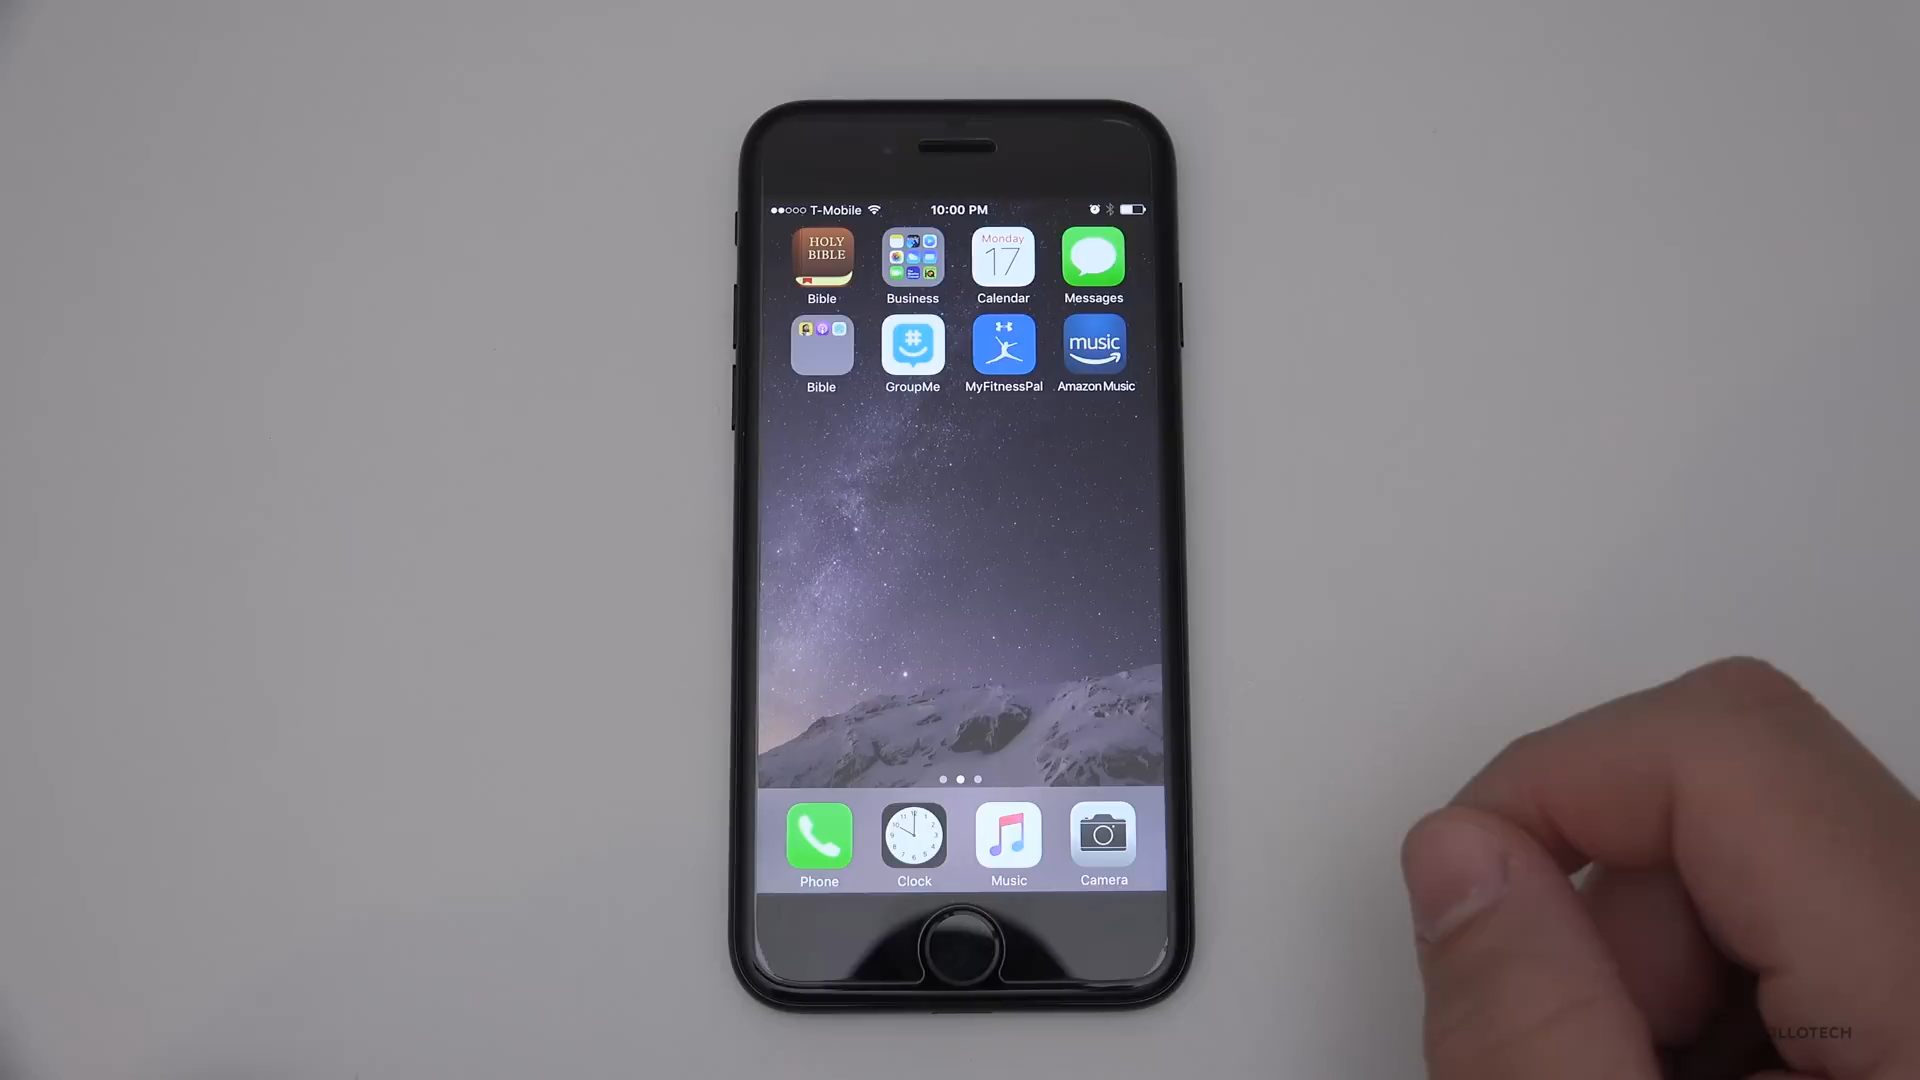 T-Mobile 10:00 PM
HOLY BIBLE
Monday
17
Bible Business Calendar Messages
music
Bible GroupMe MyFitnessPal Amazon Music
Phone Clock Music Camera
LLOTECH